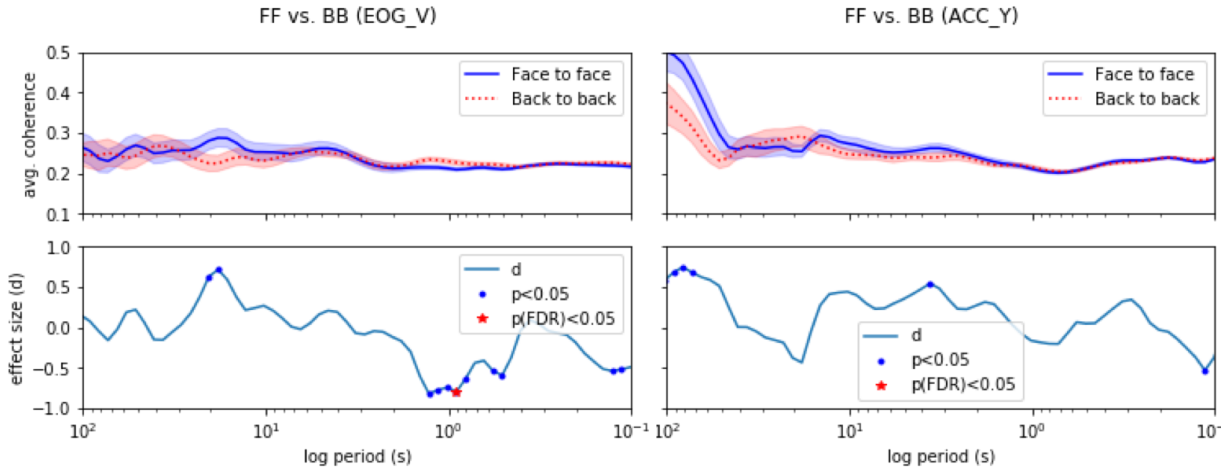 FF vs. BB (EOG_V)
FF vs. BB (ACC_Y)
avg. coherence
0.5
0.4
0.3
0.2
0.1
Face to face
Back to back
Face to face
Back to back
effect size (d)
1.0
0.5
0.0
−0.5
−1.0
d
p<0.05
p(FDR)<0.05
d
p<0.05
p(FDR)<0.05
10² 10¹ 10⁰ 10⁻¹
10² 10¹ 10⁰
log period (s)
log period (s)